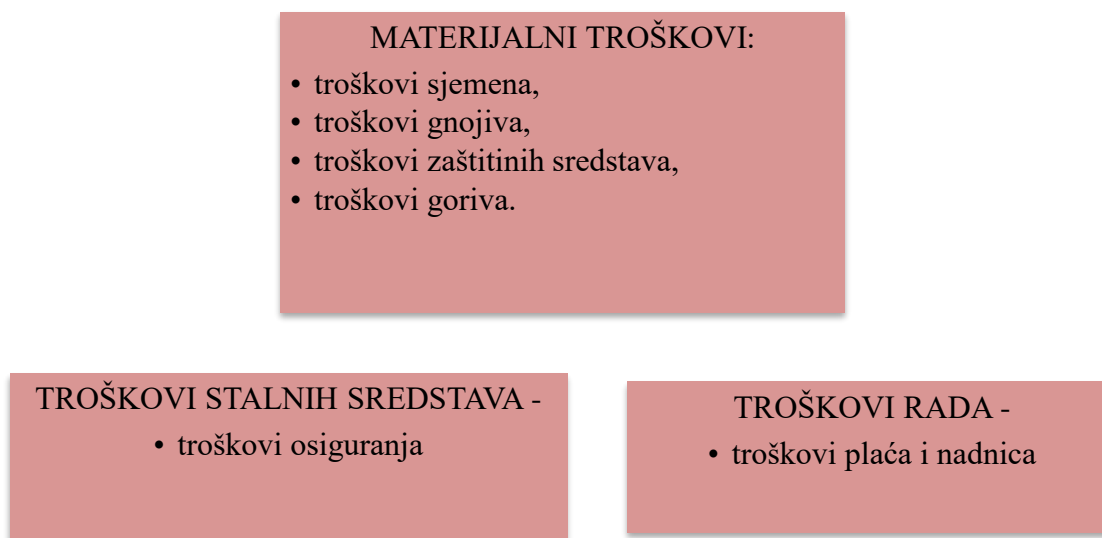 MATERIJALNI TROŠKOVI:
• troškovi sjemena,
• troškovi gnojiva,
• troškovi zaštitinih sredstava,
• troškovi goriva.
TROŠKOVI STALNIH SREDSTAVA -
• troškovi osiguranja
TROŠKOVI RADA -
• troškovi plaća i nadnica